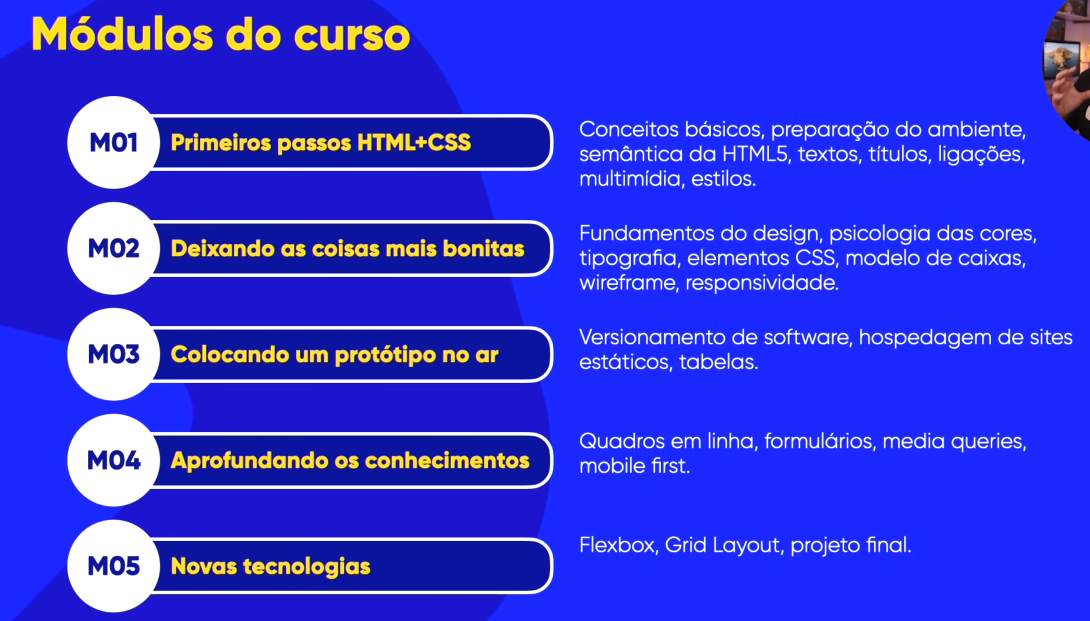 Módulos do curso
M01
Primeiros passos HTML+CSS
Conceitos básicos, preparação do ambiente,
semântica da HTML5, textos, títulos, ligações,
multimídia, estilos.
M02
Deixando as coisas mais bonitas
Fundamentos do design, psicologia das cores,
tipografia, elementos CSS, modelo de caixas,
wireframe, responsividade.
M03
Colocando um protótipo no ar
Versionamento de software, hospedagem de sites
estáticos, tabelas.
M04
Aprofundando os conhecimentos
Quadros em linha, formulários, media queries,
mobile first.
M05
Novas tecnologias
Flexbox, Grid Layout, projeto final.